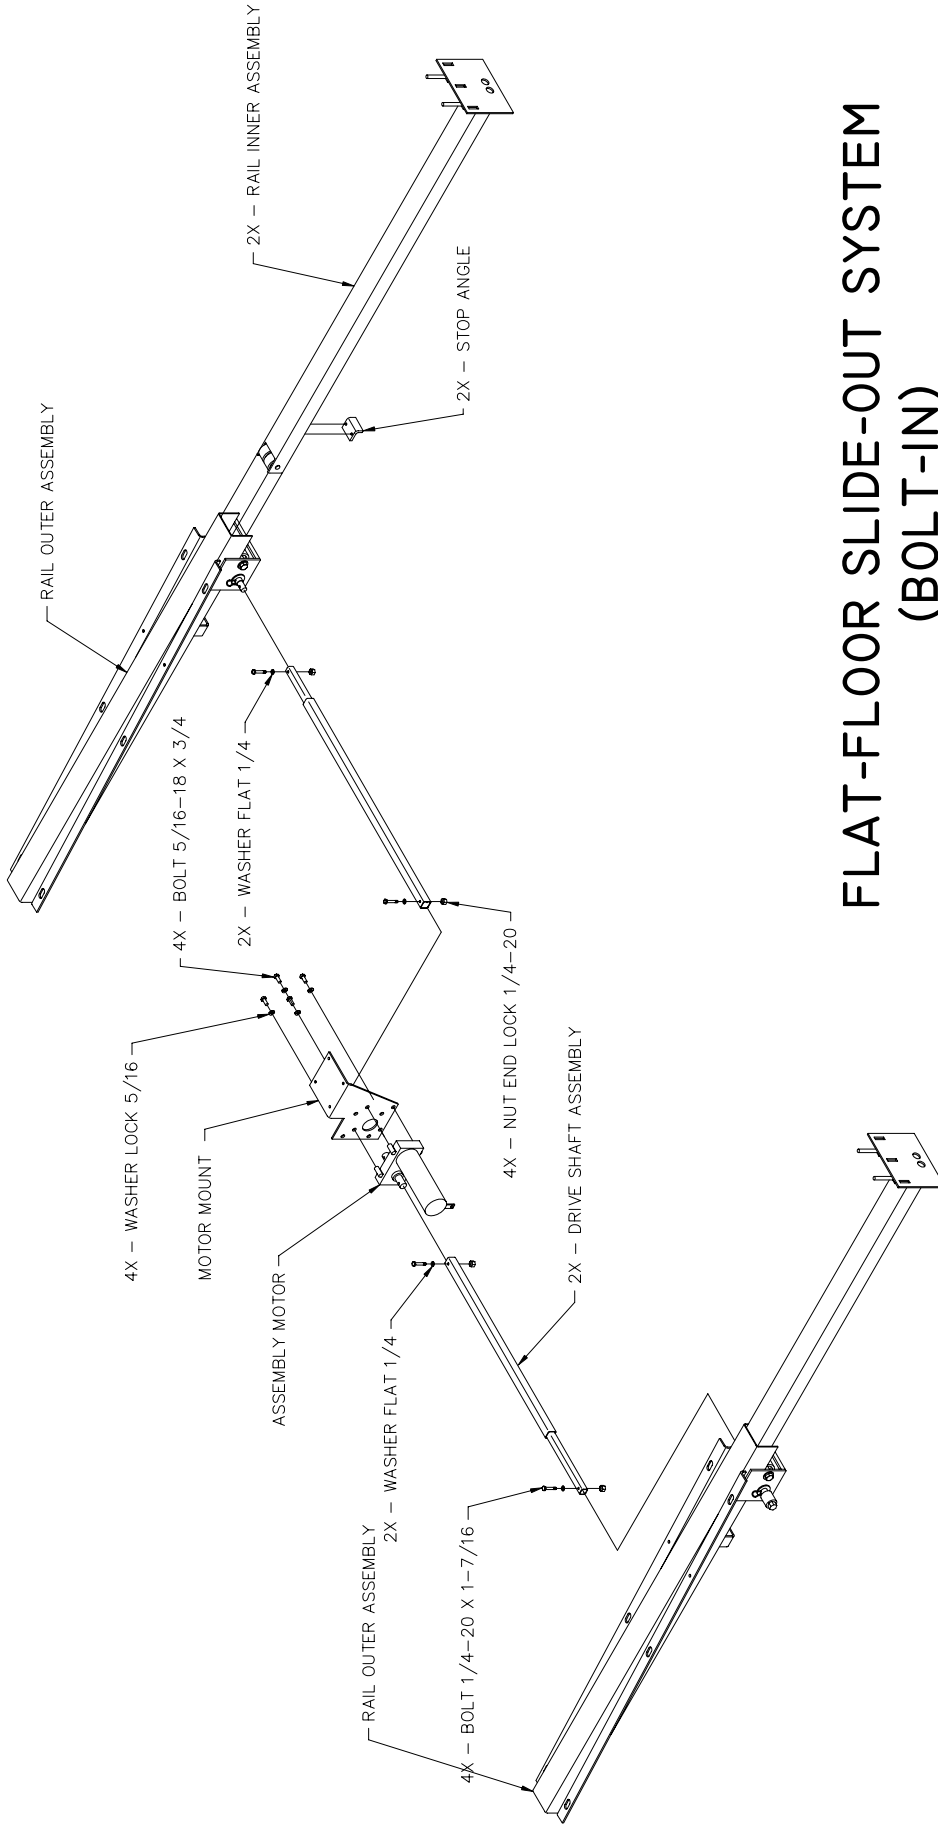 RAIL OUTER ASSEMBLY
2X – RAIL INNER ASSEMBLY
4X – BOLT 5/16–18 X 3/4
2X – WASHER FLAT 1/4
4X – WASHER LOCK 5/16
MOTOR MOUNT
2X – STOP ANGLE
ASSEMBLY MOTOR
4X – NUT END LOCK 1/4–20
2X – WASHER FLAT 1/4
2X – DRIVE SHAFT ASSEMBLY
RAIL OUTER ASSEMBLY
4X – BOLT 1/4–20 X 1–7/16
FLAT-FLOOR SLIDE-OUT SYSTEM
(BOLT-IN)